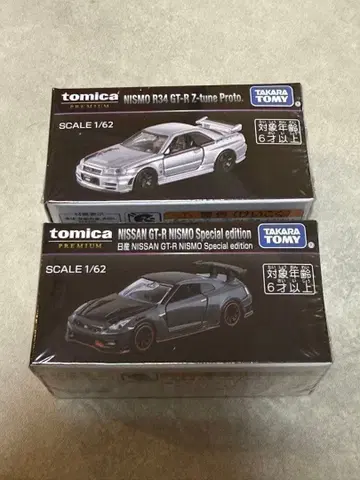 tomica
PREMIUM
NISMO R34 GT-R Z-tune Proto.
TAKARA
TOMY
SCALE 1/62
対象年齢
6才以上
tomica
PREMIUM
NISSAN GT-R NISMO Special edition
日産 NISSAN GT-R NISMO Special edition
TAKARA
TOMY
SCALE 1/62
対象年齢
6才以上